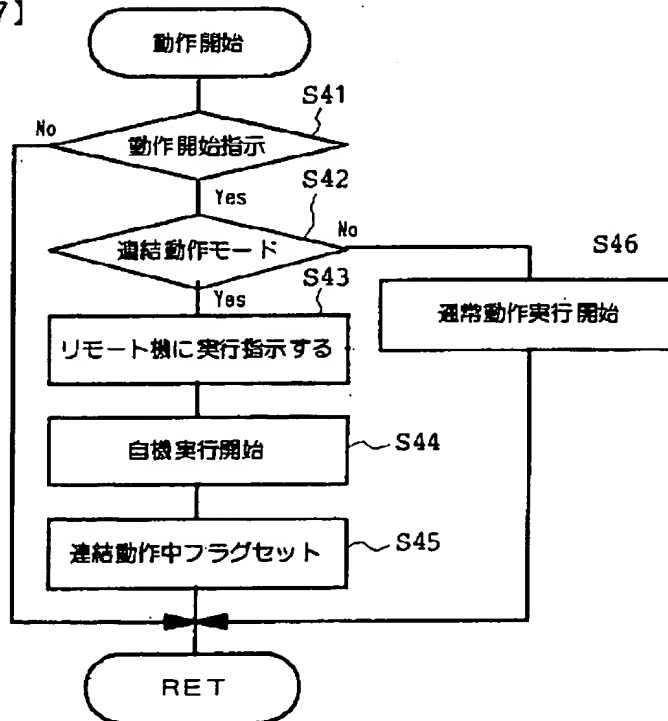 7】
動作開始
S41
No
動作開始指示
S42
Yes
No
連結動作モード
S46
S43
Yes
通常動作実行開始
リモート機に実行指示する
自機実行開始
S44
連結動作中フラグセット
S45
RET